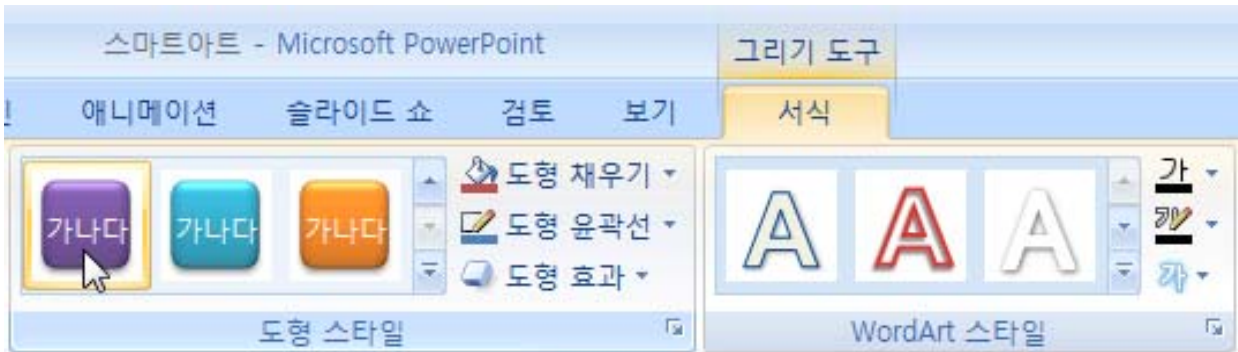 스마트아트 - Microsoft PowerPoint
그리기 도구
애니메이션 슬라이드 쇼 검토 보기 서식
가나다 가나다 가나다
도형 채우기
도형 윤곽선
도형 효과
A A A
가
가
가
도형 스타일
WordArt 스타일